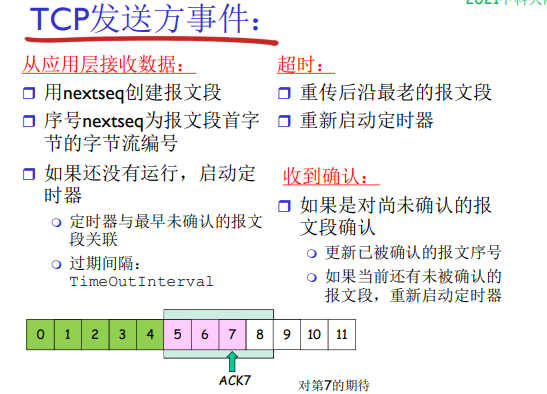 TCP发送方事件：
从应用层接收数据：
用nextseq创建报文段
序号nextseq为报文段首字
节的字节流编号
如果还没有运行，启动定
时器
定时器与最早未确认的报文
段关联
过期间隔：
TimeOutInterval
超时：
重传后沿最老的报文段
重新启动定时器
收到确认：
如果是对尚未确认的报
文段确认
更新已被确认的报文序号
如果当前还有未被确认的
报文段，重新启动定时器
0 1 2 3 4 5 6 7 8 9 10 11
ACK7
对第7的期待